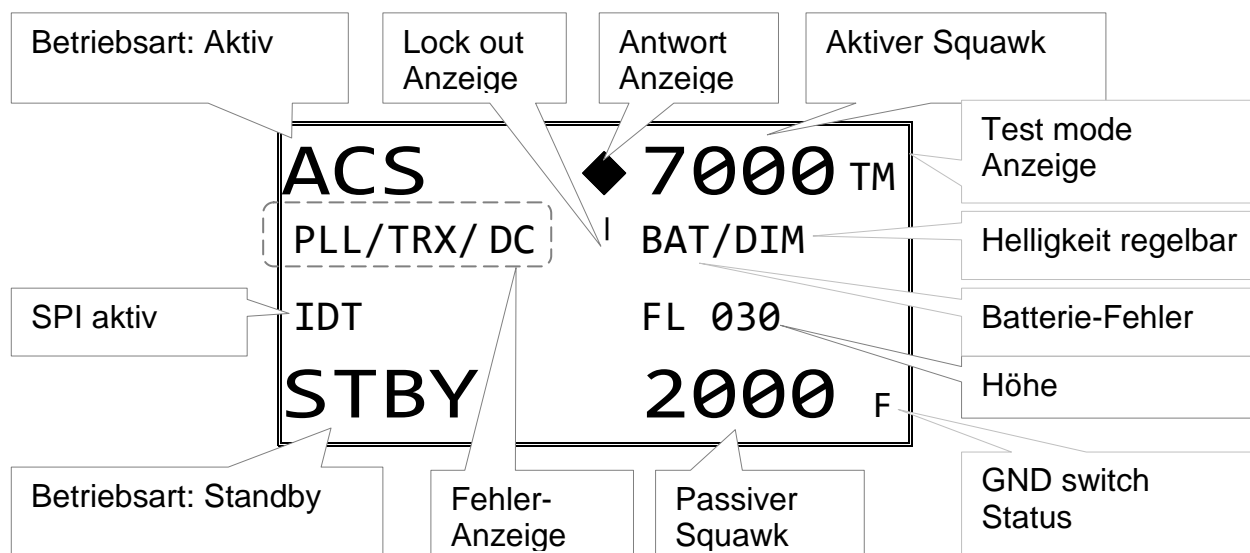 Betriebsart: Aktiv
Lock out
Anzeige
Antwort
Anzeige
Aktiver Squawk
Test mode
Anzeige
ACS
◆ 7000 TM
PLL/TRX/ DC
I BAT/DIM
Helligkeit regelbar
SPI aktiv
IDT
FL 030
Batterie-Fehler
Höhe
STBY
2000 F
Betriebsart: Standby
Fehler-
Anzeige
Passiver
Squawk
GND switch
Status